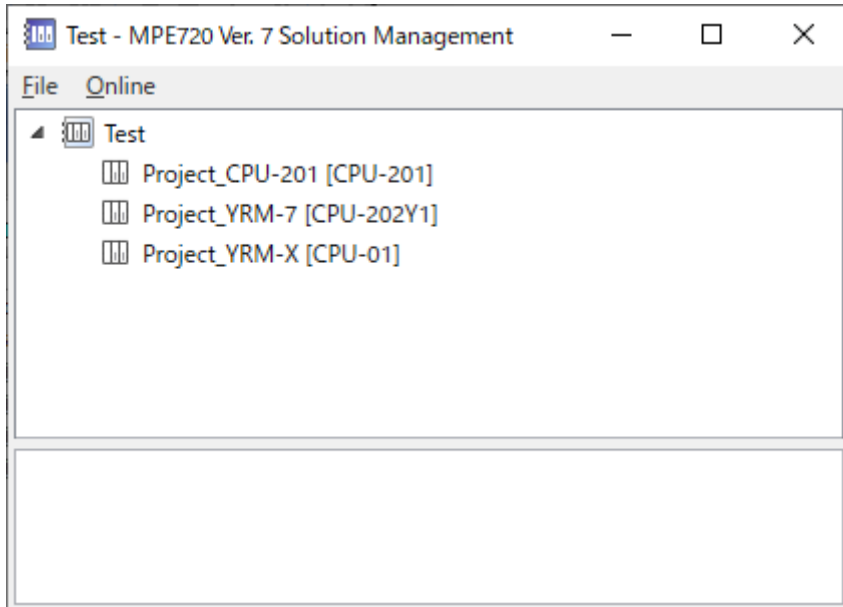 Test - MPE720 Ver. 7 Solution Management
File Online
Test
Project_CPU-201 [CPU-201]
Project_YRM-7 [CPU-202Y1]
Project_YRM-X [CPU-01]